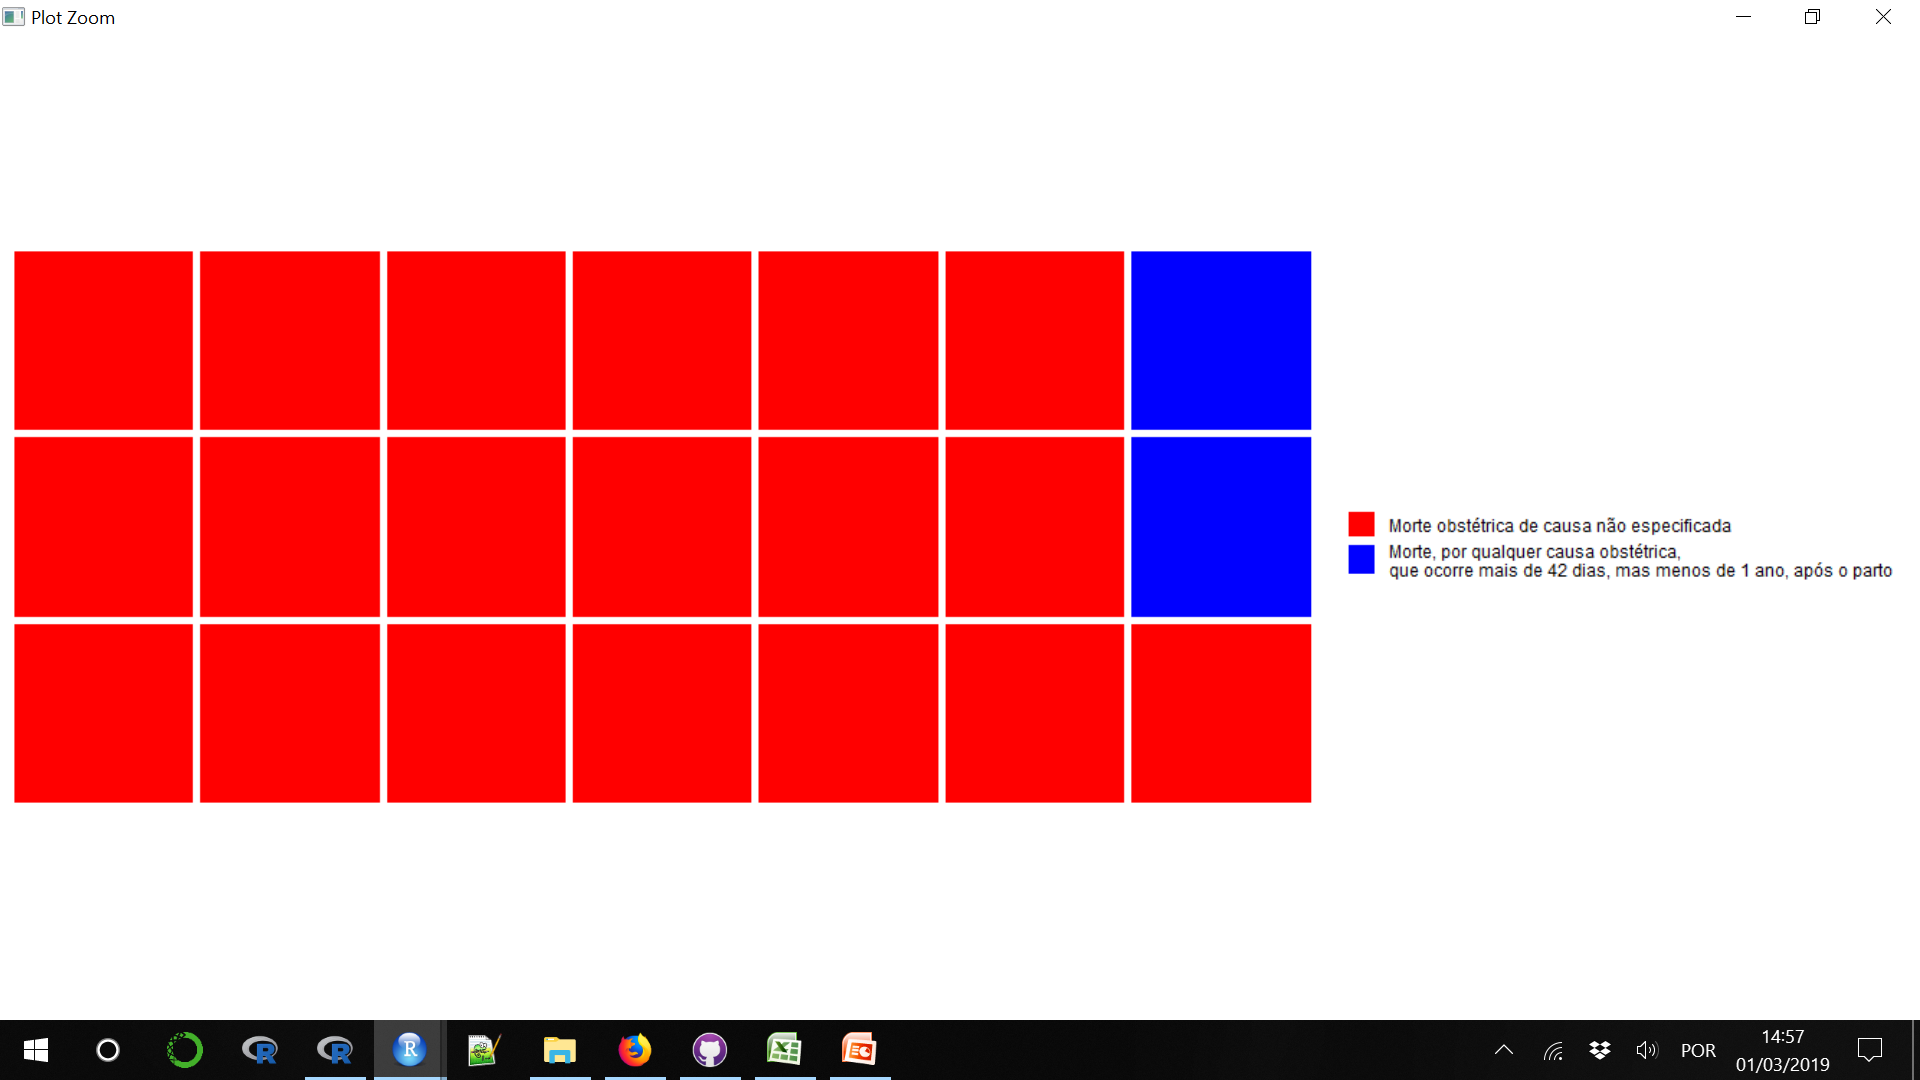 Plot Zoom
Morte obstétrica de causa não especificada
Morte, por qualquer causa obstétrica,
que ocorre mais de 42 dias, mas menos de 1 ano, após o parto
R
R
R
POR
14:57
01/03/2019